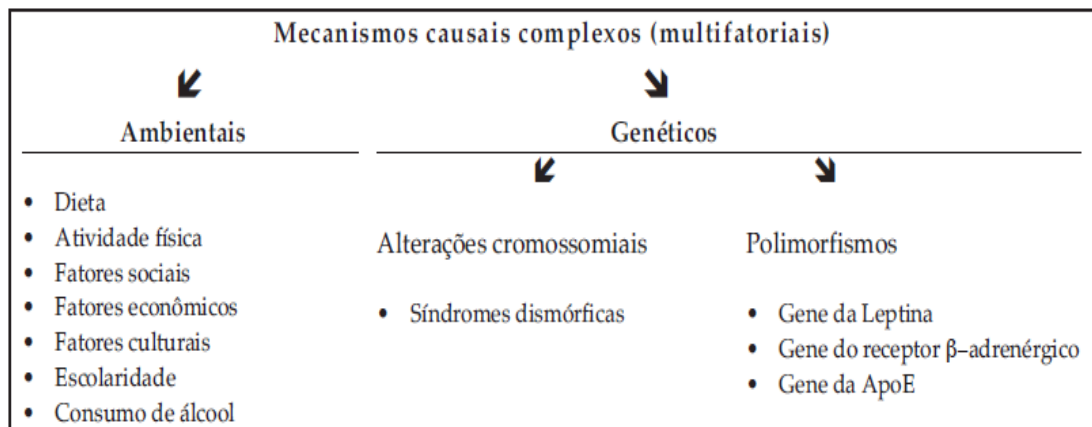 Mecanismos causais complexos (multifatoriais)
Ambientais
Genéticos
• Dieta
• Atividade física
• Fatores sociais
• Fatores econômicos
• Fatores culturais
• Escolaridade
• Consumo de álcool
Alterações cromossomiais
• Síndromes dismórficas
Polimorfismos
• Gene da Leptina
• Gene do receptor β–adrenérgico
• Gene da ApoE